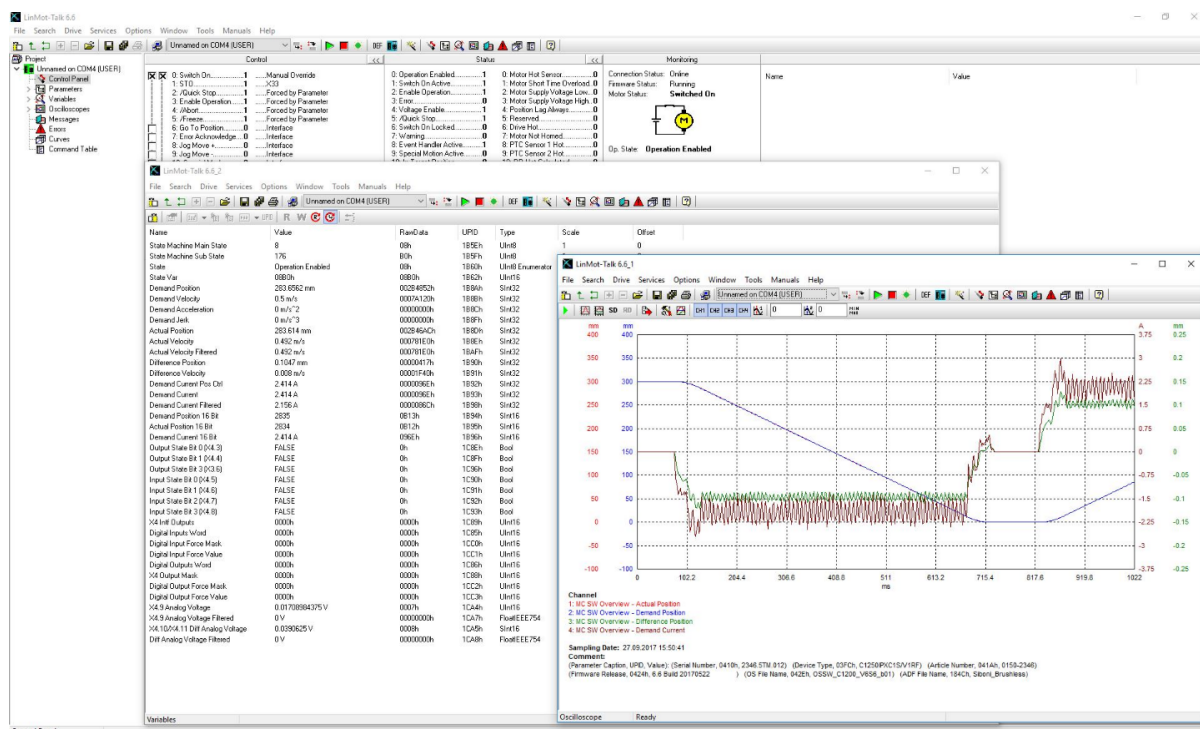 LinMot-Talk 6.6
File Search Drive Services Options Window Tools Manuals Help
Unnamed on COM4 (USER)
Project
Unnamed on COM4 (USER)
Control Panel
Parameters
Variables
Oscilloscopes
Messages
Errors
Curves
Command Table
Control <<
0: Switch On 1 Manual Override
1: STO 1 X33
2: /Quick Stop 1 Forced by Parameter
3: Enable Operation 1 Forced by Parameter
4: /Abort 1 Forced by Parameter
5: /Freeze 1 Forced by Parameter
6: Go To Position 0 Interface
7: Error Acknowledge 0 Interface
8: Jog Move + 0 Interface
9: Jog Move - 0 Interface
Status <<
0: Operation Enabled 1 0: Motor Hot Sensor 0
1: Switch On Active 1 1: Motor Short Time Overload 0
2: Enable Operation 1 2: Motor Supply Voltage Low 0
3: Error 0 3: Motor Supply Voltage High 0
4: Voltage Enable 1 4: Position Lag Always 0
5: /Quick Stop 1 5: Reserved 0
6: Switch On Locked 0 6: Drive Hot 0
7: Warning 0 7: Motor Not Homed 0
8: Event Handler Active 1 8: PTC Sensor 1 Hot 0
9: Special Motion Active 0 9: PTC Sensor 2 Hot 0
Monitoring
Connection Status: Online
Firmware Status: Running
Motor Status: Switched On
M
Op. State: Operation Enabled
Name Value
LinMot-Talk 6.6_2
File Search Drive Services Options Window Tools Manuals Help
Unnamed on COM4 (USER)
Name Value RawData UPID Type Scale Offset
State Machine Main State 8 08h 1B5Eh UInt8 1 0
State Machine Sub State 176 B0h 1B5Fh UInt8
State Operation Enabled 08h 1B60h UInt8 Enumerator
State Var 08B0h 08B0h 1B62h UInt16
Demand Position 283.6562 mm 002B4852h 1B8Ah SInt32
Demand Velocity 0.5 m/s 0007A120h 1B8Bh SInt32
Demand Acceleration 0 m/s^2 00000000h 1B8Ch SInt32
Demand Jerk 0 m/s^3 00000000h 1B8Fh SInt32
Actual Position 283.614 mm 002B46ACh 1B8Dh SInt32
Actual Velocity 0.492 m/s 000781E0h 1B8Eh SInt32
Actual Velocity Filtered 0.492 m/s 000781E0h 1BAFh SInt32
Difference Position 0.1047 mm 00000417h 1B90h SInt32
Difference Velocity 0.008 m/s 00001F40h 1B91h SInt32
Demand Current Pos Ctrl 2.414 A 0000096Eh 1B92h SInt32
Demand Current 2.414 A 0000096Eh 1B93h SInt32
Demand Current Filtered 2.156 A 0000086Ch 1B98h SInt32
Demand Position 16 Bit 2835 0B13h 1B94h SInt16
Actual Position 16 Bit 2834 0B12h 1B95h SInt16
Demand Current 16 Bit 2.414 A 096Eh 1B96h SInt16
Output State Bit 0 (X4.3) FALSE 0h 1C8Eh Bool
Output State Bit 1 (X4.4) FALSE 0h 1C8Fh Bool
Output State Bit 3 (X3.6) FALSE 0h 1C96h Bool
Input State Bit 0 (X4.5) FALSE 0h 1C90h Bool
Input State Bit 1 (X4.6) FALSE 0h 1C91h Bool
Input State Bit 2 (X4.7) FALSE 0h 1C92h Bool
Input State Bit 3 (X4.8) FALSE 0h 1C93h Bool
X4 Intf Outputs 0000h 0000h 1C89h UInt16
Digital Inputs Word 0000h 0000h 1C85h UInt16
Digital Input Force Mask 0000h 0000h 1CC0h UInt16
Digital Input Force Value 0000h 0000h 1CC1h UInt16
Digital Outputs Word 0000h 0000h 1C86h UInt16
X4 Output Mask 0000h 0000h 1C88h UInt16
Digital Output Force Mask 0000h 0000h 1CC2h UInt16
Digital Output Force Value 0000h 0000h 1CC3h UInt16
X4.9 Analog Voltage 0.01708984375 V 0007h 1CA4h UInt16
X4.9 Analog Voltage Filtered 0 V 00000000h 1CA7h FloatIEEE754
X4.10/X4.11 Diff Analog Voltage 0.0390625 V 0008h 1CA5h SInt16
Diff Analog Voltage Filtered 0 V 00000000h 1CA8h FloatIEEE754
Variables
LinMot-Talk 6.6_1
File Search Drive Services Options Window Tools Manuals Help
Unnamed on COM4 (USER)
SD CH1 CH2 CH3 CH4 0 0
mm mm A mm
400 400 3.75 0.25
350 350 3 0.2
300 300 2.25 0.15
250 250 1.5 0.1
200 200 0.75 0.05
150 150 0 0
100 100 -0.75 -0.05
50 50 -1.5 -0.1
0 0 -2.25 -0.15
-50 -50 -3 -0.2
-100 -100 -3.75 -0.25
0 102.2 204.4 306.6 408.8 511 613.2 715.4 817.6 919.8 1022
ms
Channel
1: MC SW Overview - Actual Position
2: MC SW Overview - Demand Position
3: MC SW Overview - Difference Position
4: MC SW Overview - Demand Current
Sampling Date: 27.09.2017 15:50:41
Comment:
(Parameter Caption, UPID, Value): (Serial Number, 0410h, 2346.STM.012) (Device Type, 03FCh, C1250IPXC1S/V1RF) (Article Number, 041Ah, 0150-2346)
(Firmware Release, 0424h, 6.6 Build 20170522 ) (OS File Name, 042Eh, OSSW_C1200_V6S6_b01) (ADF File Name, 184Ch, Siboni_Brushless)
Oscilloscope Ready